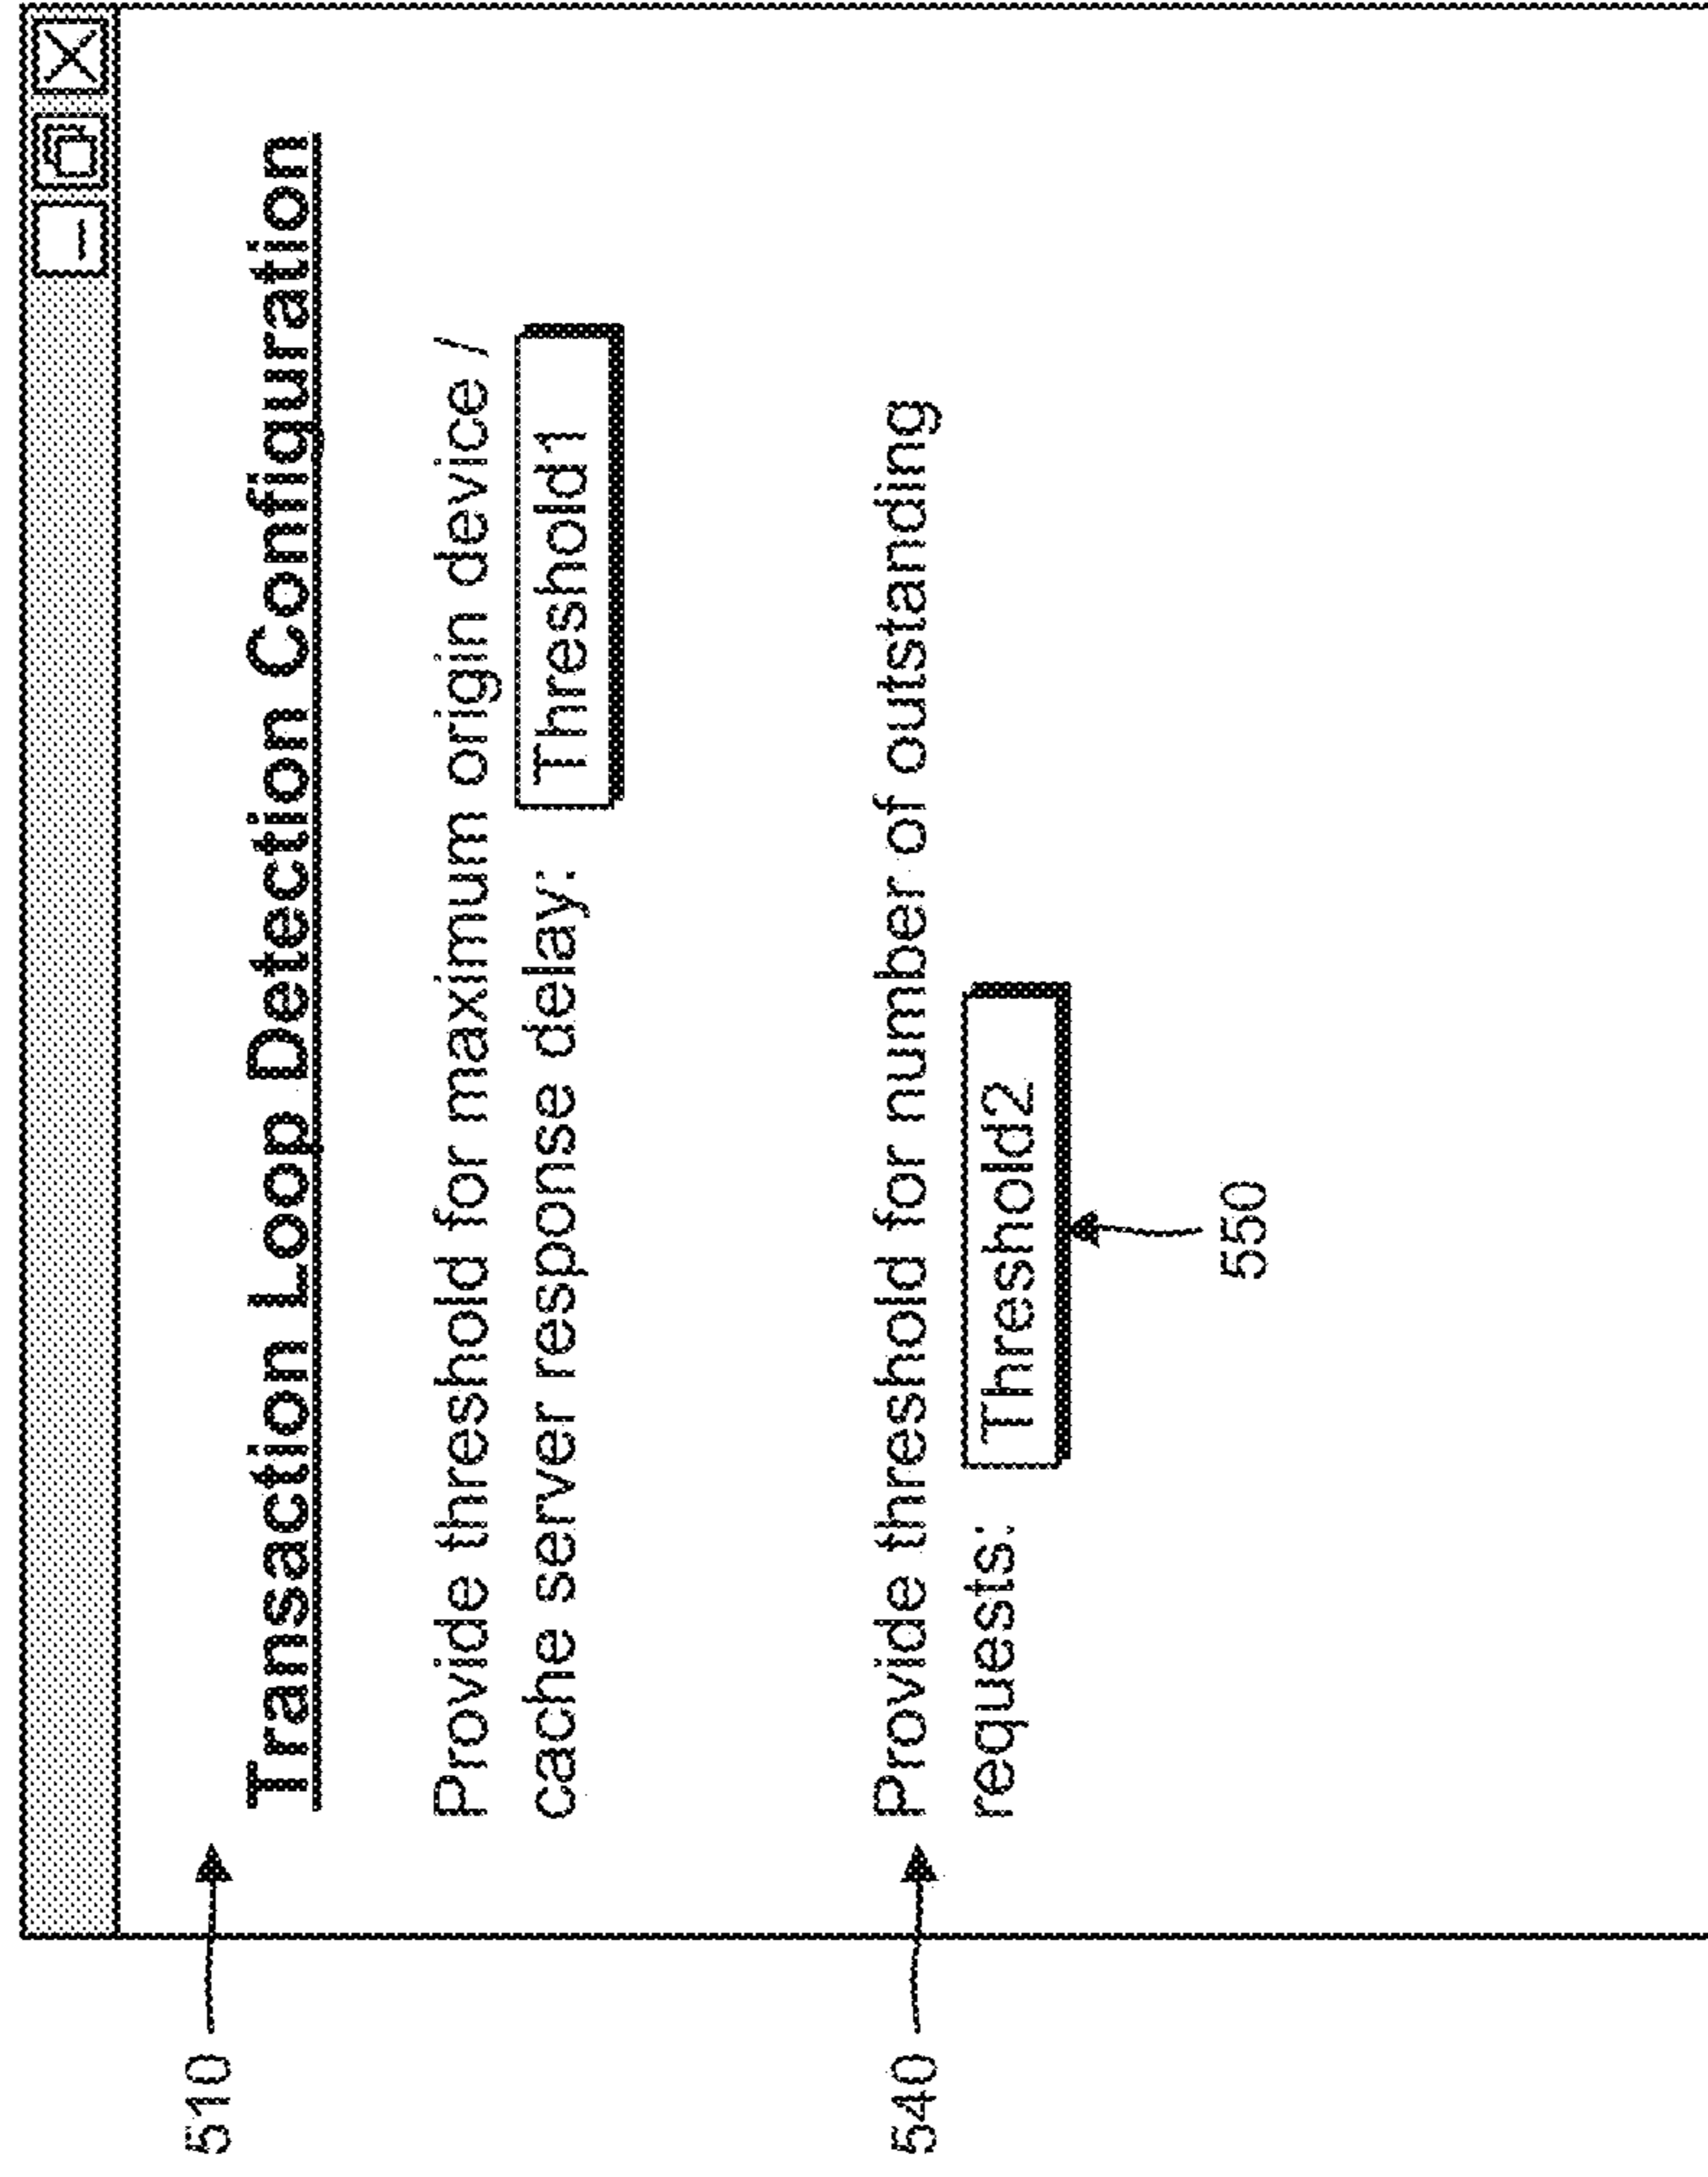 510
Transaction Loop Detection Configuration
Provide threshold for maximum origin device /
cache server response delay: Threshold1
540
Provide threshold for number of outstanding
requests: Threshold2
550